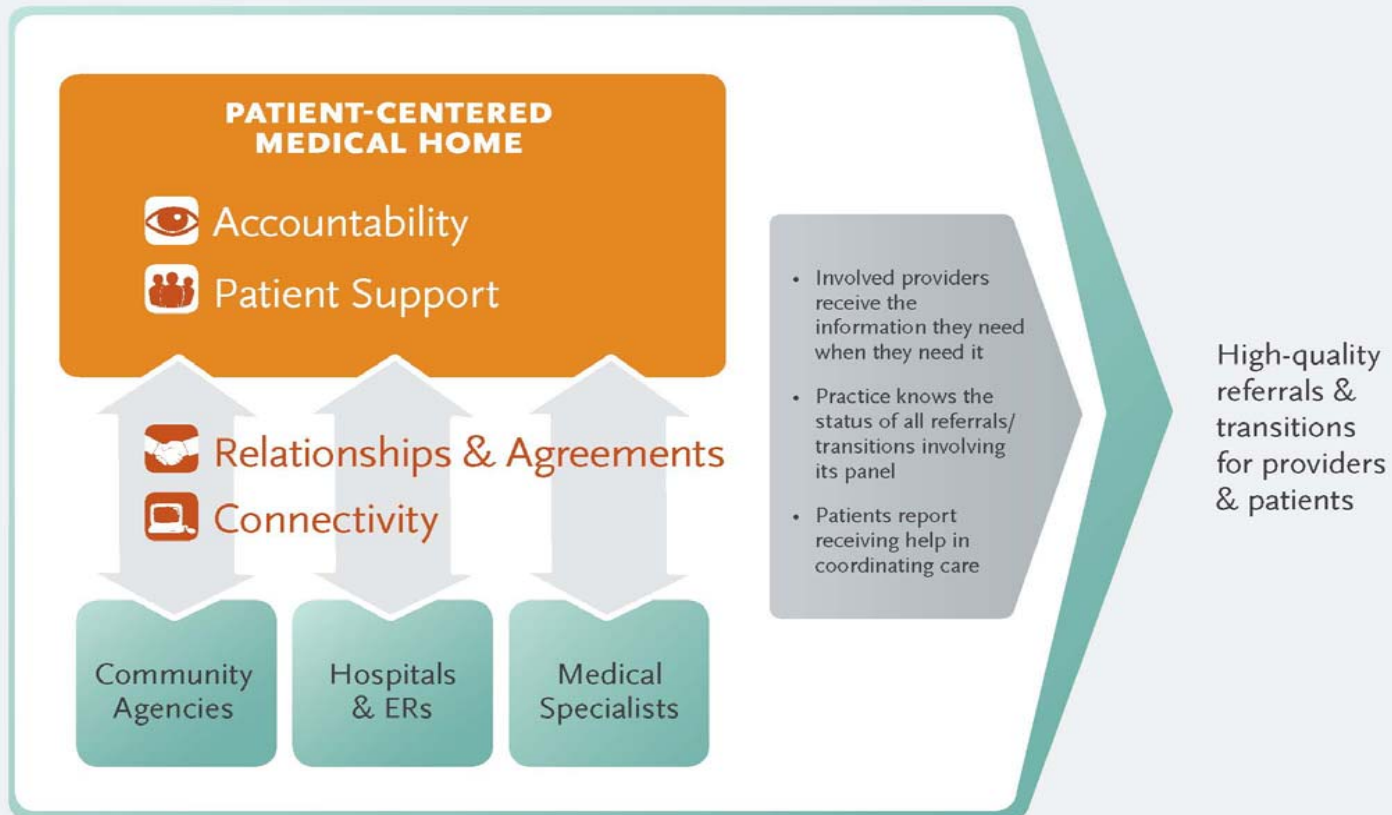 PATIENT-CENTERED
MEDICAL HOME
Accountability
Patient Support
Relationships & Agreements
Connectivity
Community
Agencies
Hospitals
& ERs
Medical
Specialists
• Involved providers
receive the
information they need
when they need it
• Practice knows the
status of all referrals/
transitions involving
its panel
• Patients report
receiving help in
coordinating care
High-quality
referrals &
transitions
for providers
& patients